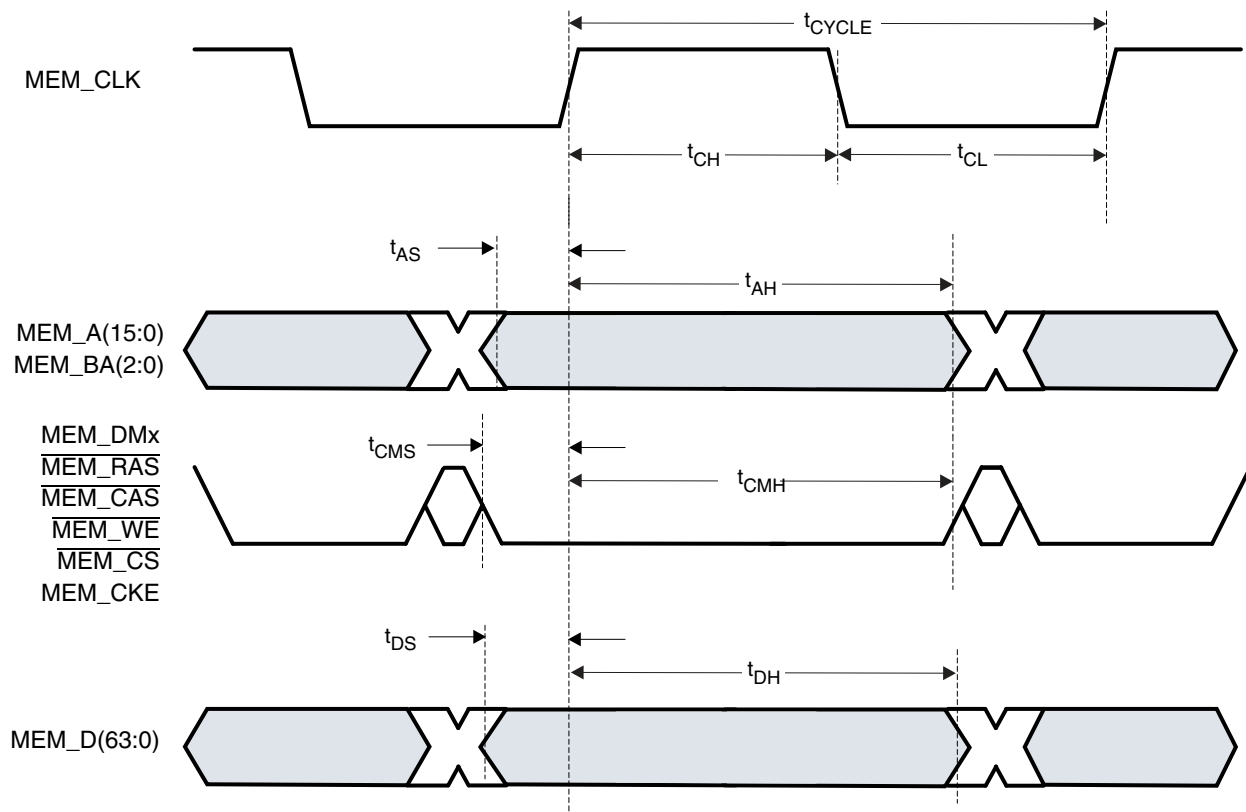 tCYCLE
MEM_CLK
tCH
tCL
tAS
tAH
MEM_A(15:0)
MEM_BA(2:0)
MEM_DMx
MEM_RAS
MEM_CAS
MEM_WE
MEM_CS
MEM_CKE
tCMS
tCMH
tDS
tDH
MEM_D(63:0)